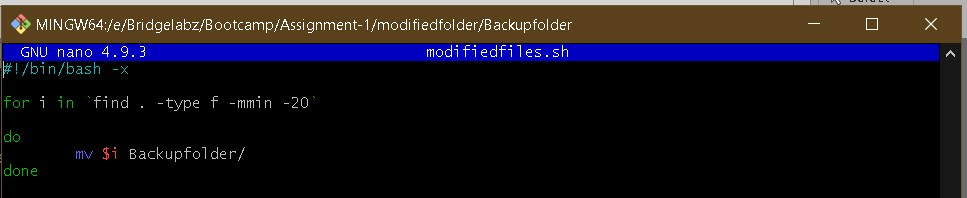 MINGW64:/e/Bridgelabz/Bootcamp/Assignment-1/modifiedfolder/Backupfolder
GNU nano 4.9.3 modifiedfiles.sh
#!/bin/bash -x
for i in `find . -type f -mmin -20`
do
mv $i Backupfolder/
done